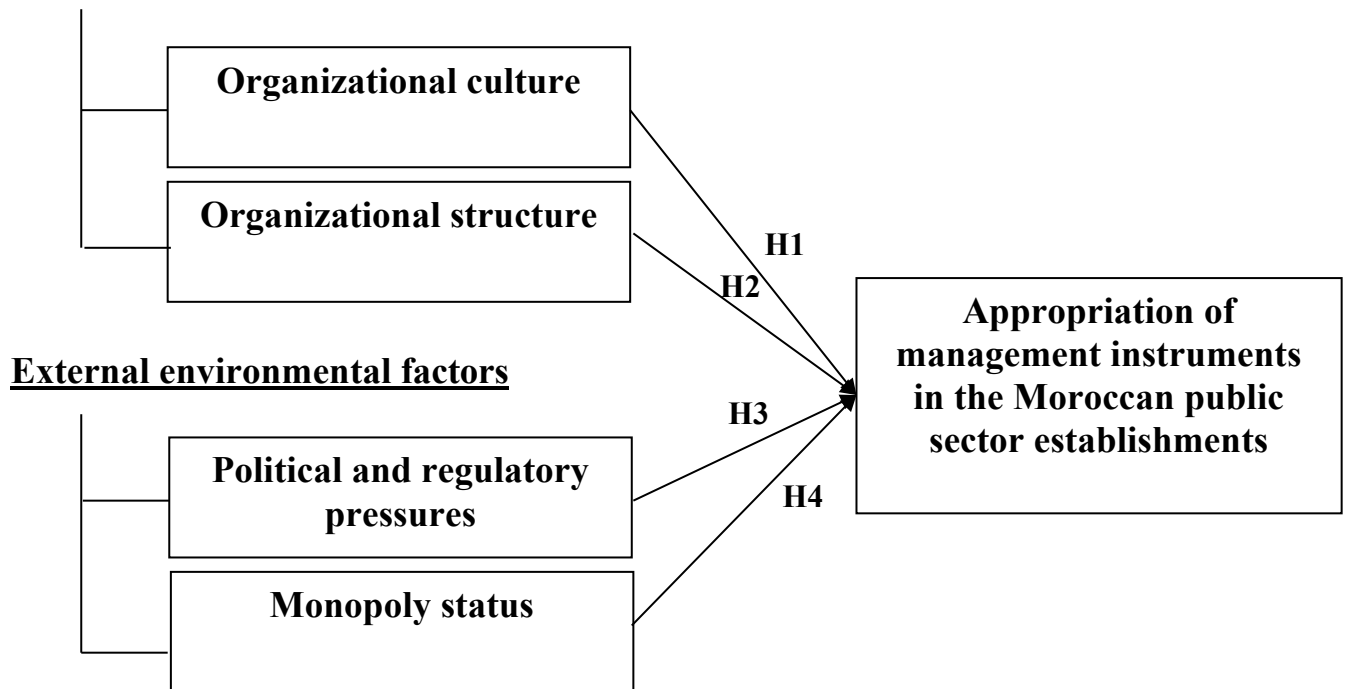 Organizational culture
Organizational structure
H1
H2
External environmental factors
Appropriation of
management instruments
in the Moroccan public
sector establishments
H3
Political and regulatory
pressures
H4
Monopoly status